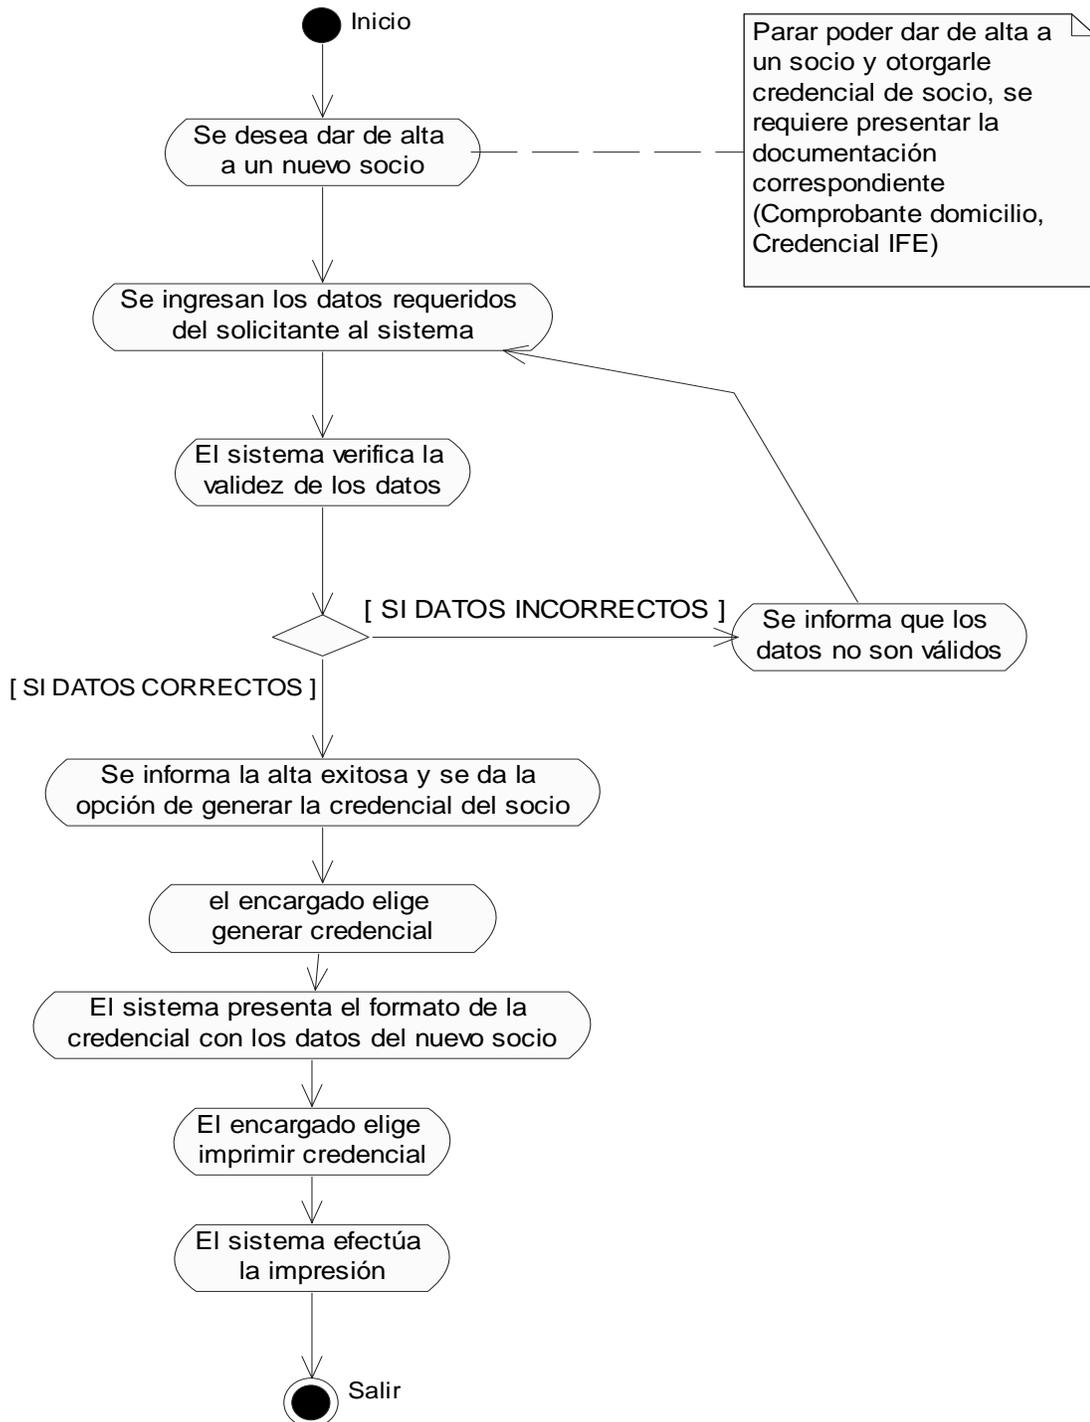 Inicio
Parar poder dar de alta a
un socio y otorgarle
credencial de socio, se
requiere presentar la
documentación
correspondiente
(Comprobante domicilio,
Credencial IFE)
Se desea dar de alta
a un nuevo socio
Se ingresan los datos requeridos
del solicitante al sistema
El sistema verifica la
validez de los datos
[ SI DATOS INCORRECTOS ]
Se informa que los
datos no son válidos
[ SI DATOS CORRECTOS ]
Se informa la alta exitosa y se da la
opción de generar la credencial del socio
el encargado elige
generar credencial
El sistema presenta el formato de la
credencial con los datos del nuevo socio
El encargado elige
imprimir credencial
El sistema efectúa
la impresión
Salir